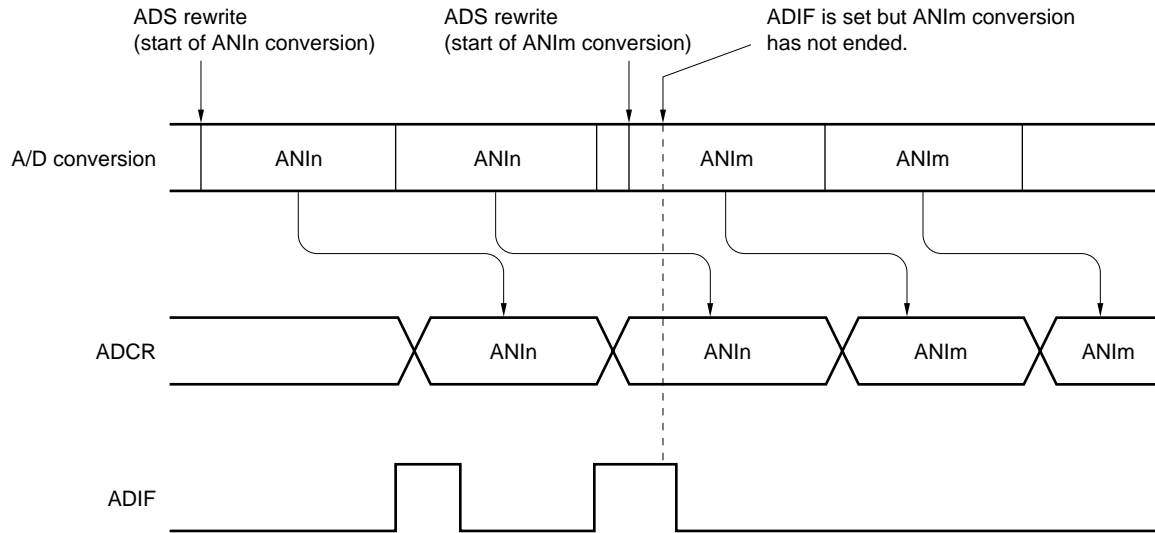 ADS rewrite
(start of ANIn conversion)
ADS rewrite
(start of ANIm conversion)
ADIF is set but ANIm conversion
has not ended.
A/D conversion
ANIn
ANIn
ANIm
ANIm
ADCR
ANIn
ANIn
ANIm
ANIm
ADIF